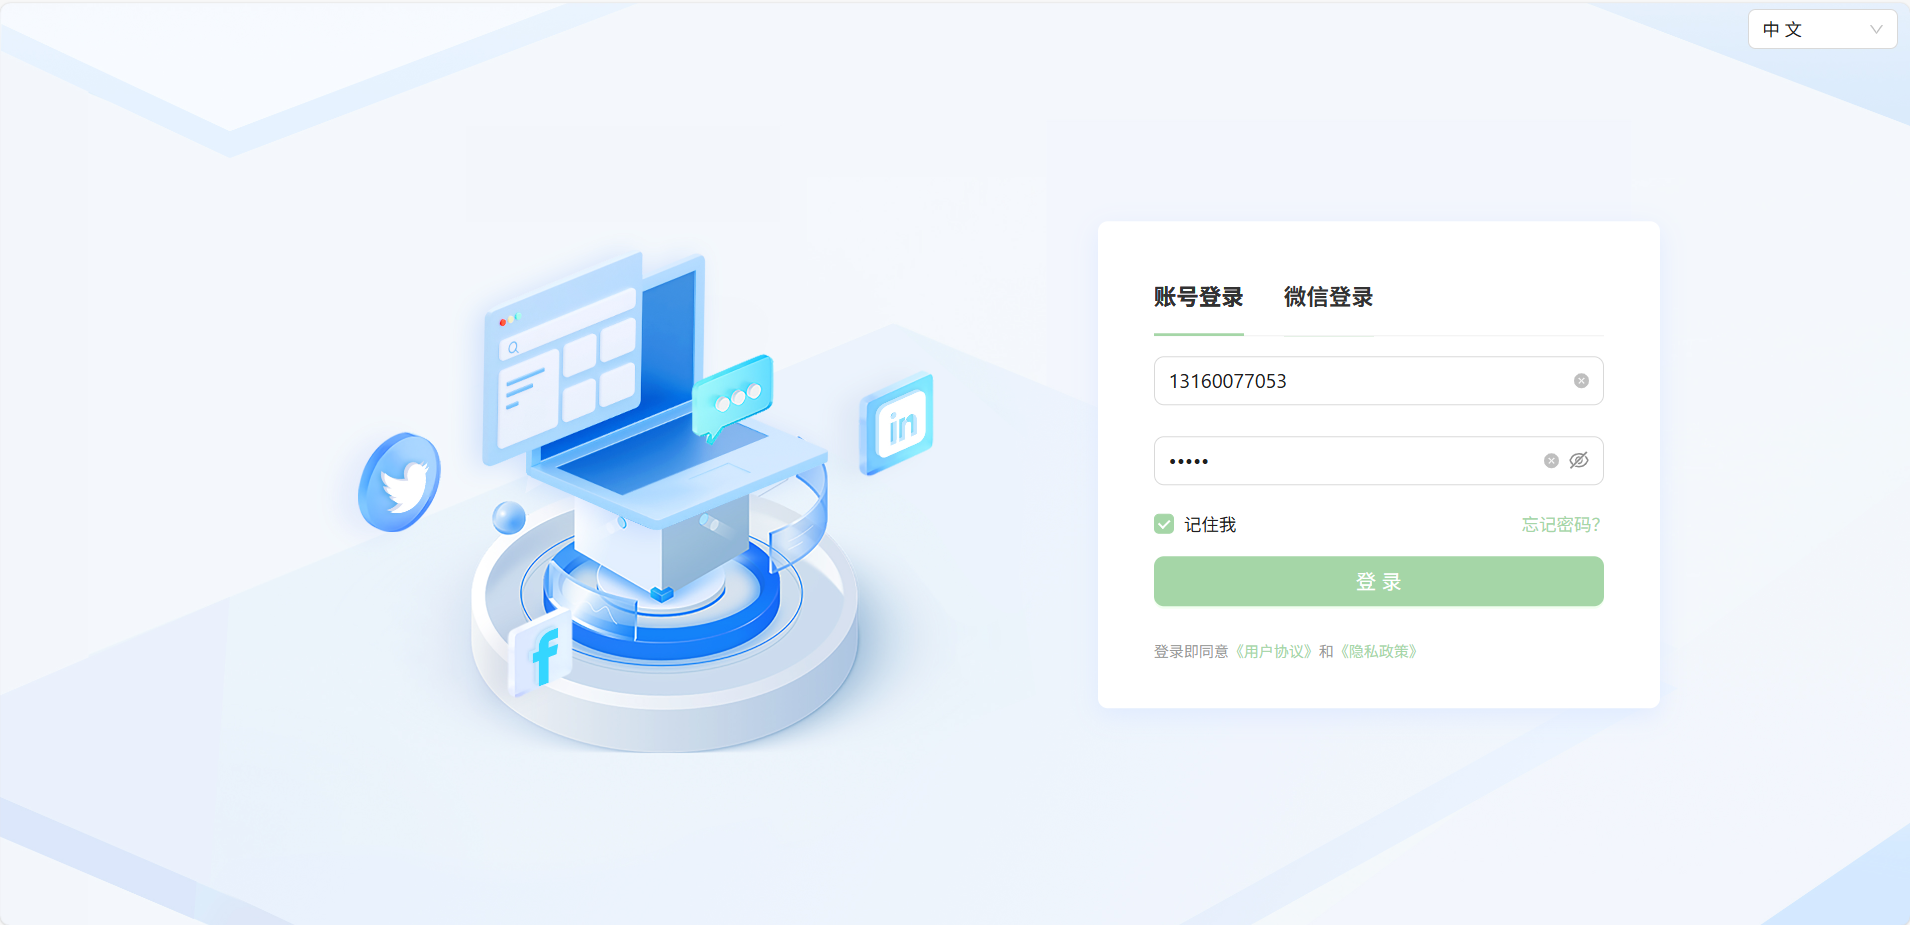 中 文
账号登录 微信登录
13160077053
•••••
记住我 忘记密码?
登 录
登录即同意《用户协议》和《隐私政策》
in
f